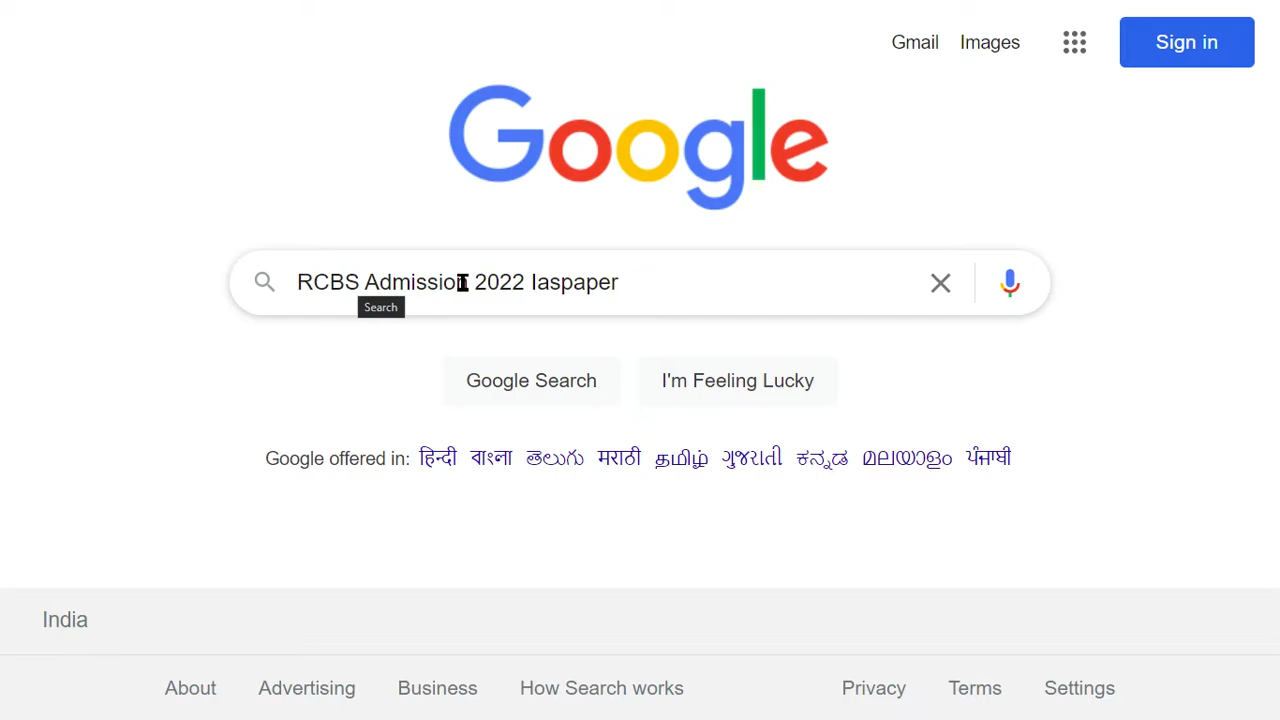 Gmail Images Sign in
Google
RCBS Admission 2022 Iaspaper
Search
Google Search I'm Feeling Lucky
Google offered in: हिन्दी বাংলা తెలుగు मराठी தமிழ் ગુજરાતી ಕನ್ನಡ മലയാളം ਪੰਜਾਬੀ
India
About Advertising Business How Search works Privacy Terms Settings